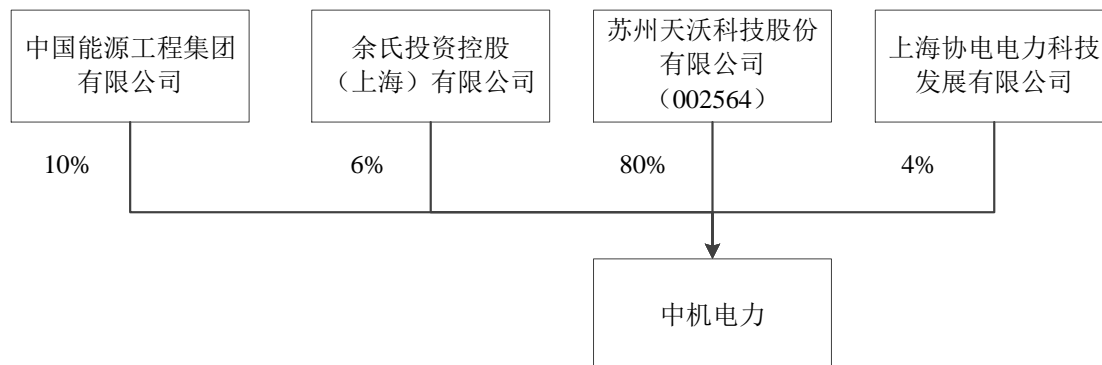 中国能源工程集团
有限公司
余氏投资控股
（上海）有限公司
苏州天沃科技股份
有限公司
（002564）
上海协电电力科技
发展有限公司
10%
6%
80%
4%
中机电力